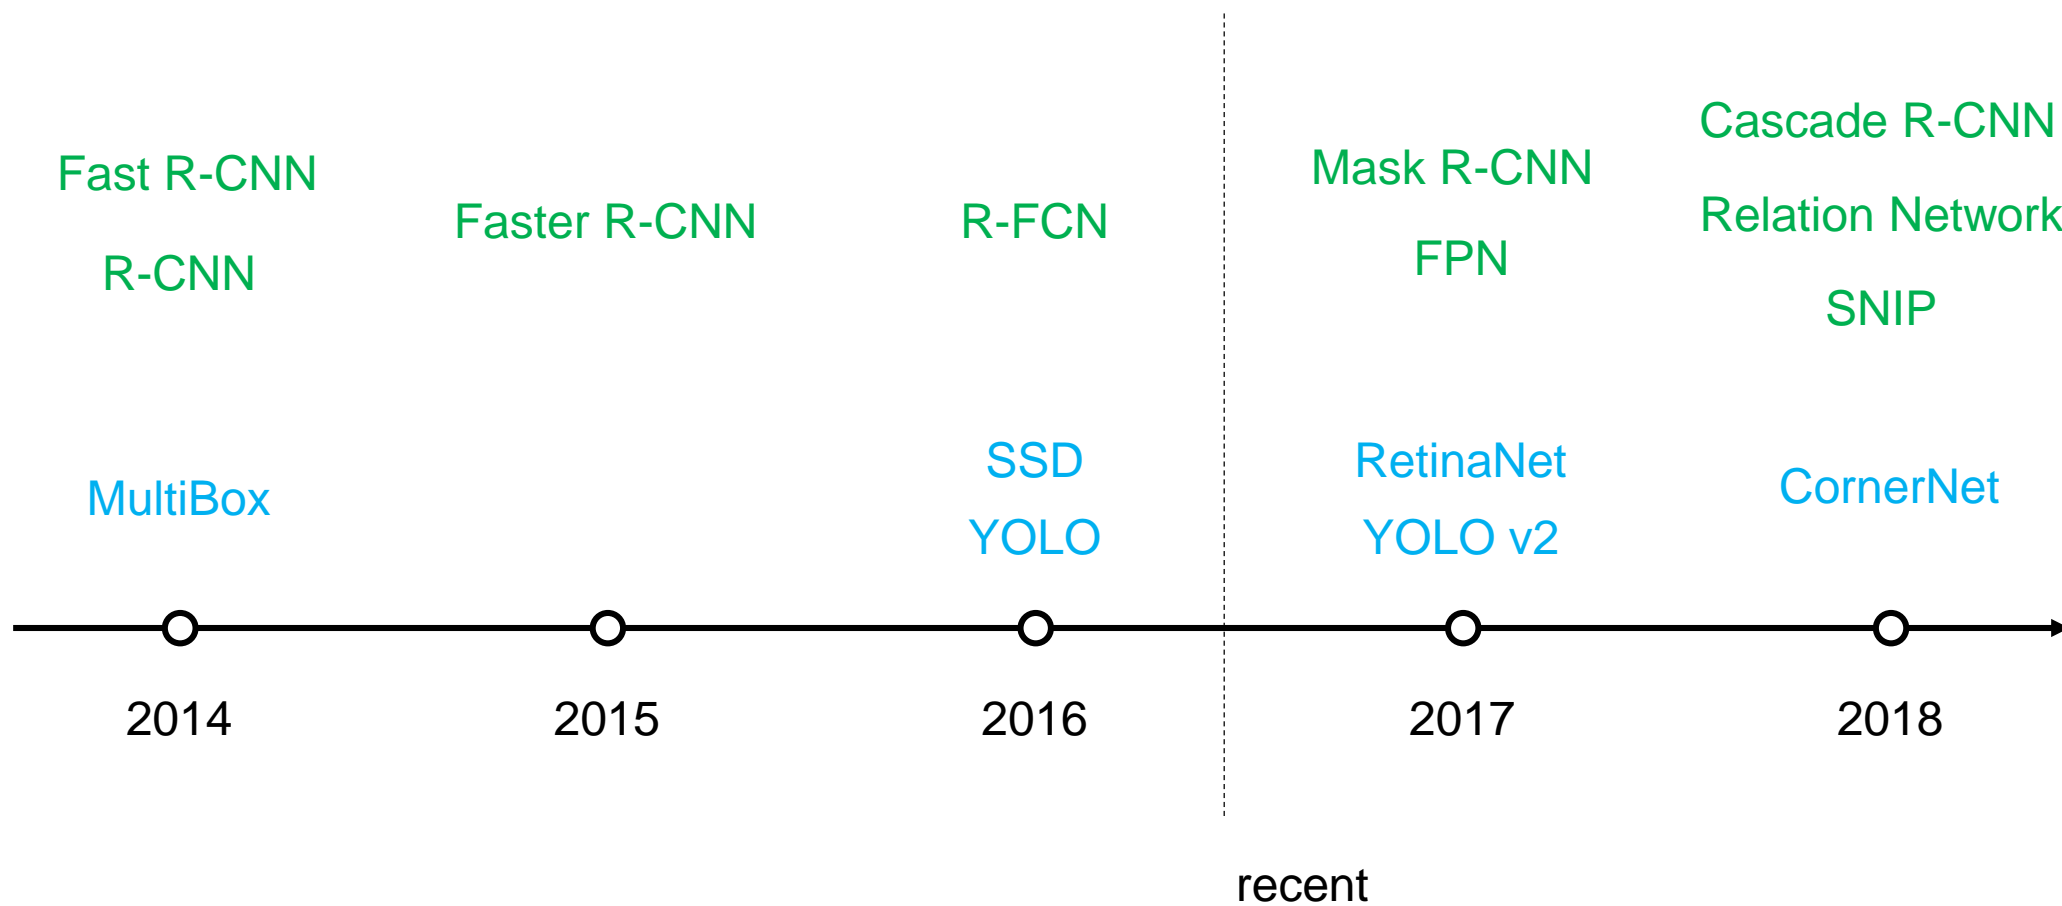 Fast R-CNN
R-CNN
Faster R-CNN
R-FCN
Mask R-CNN
FPN
Cascade R-CNN
Relation Network
SNIP
MultiBox
SSD
YOLO
RetinaNet
YOLO v2
CornerNet
2014
2015
2016
2017
2018
recent